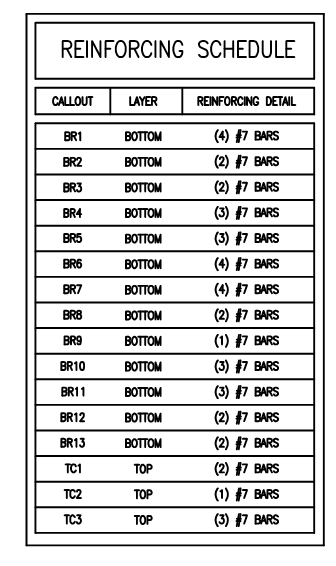 REINFORCING SCHEDULE
CALLOUT LAYER REINFORCING DETAIL
BR1 BOTTOM (4) #7 BARS
BR2 BOTTOM (2) #7 BARS
BR3 BOTTOM (2) #7 BARS
BR4 BOTTOM (3) #7 BARS
BR5 BOTTOM (3) #7 BARS
BR6 BOTTOM (4) #7 BARS
BR7 BOTTOM (4) #7 BARS
BR8 BOTTOM (2) #7 BARS
BR9 BOTTOM (1) #7 BARS
BR10 BOTTOM (3) #7 BARS
BR11 BOTTOM (3) #7 BARS
BR12 BOTTOM (2) #7 BARS
BR13 BOTTOM (2) #7 BARS
TC1 TOP (2) #7 BARS
TC2 TOP (1) #7 BARS
TC3 TOP (3) #7 BARS